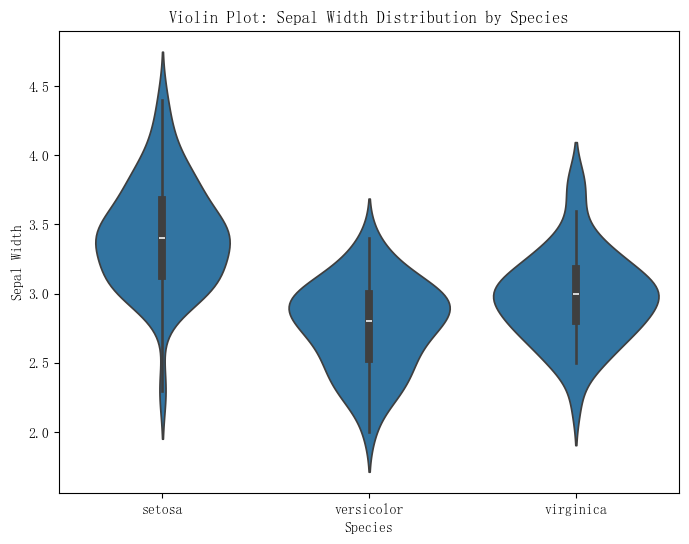 Violin Plot: Sepal Width Distribution by Species
Sepal Width
4.5
4.0
3.5
3.0
2.5
2.0
setosa
versicolor
virginica
Species